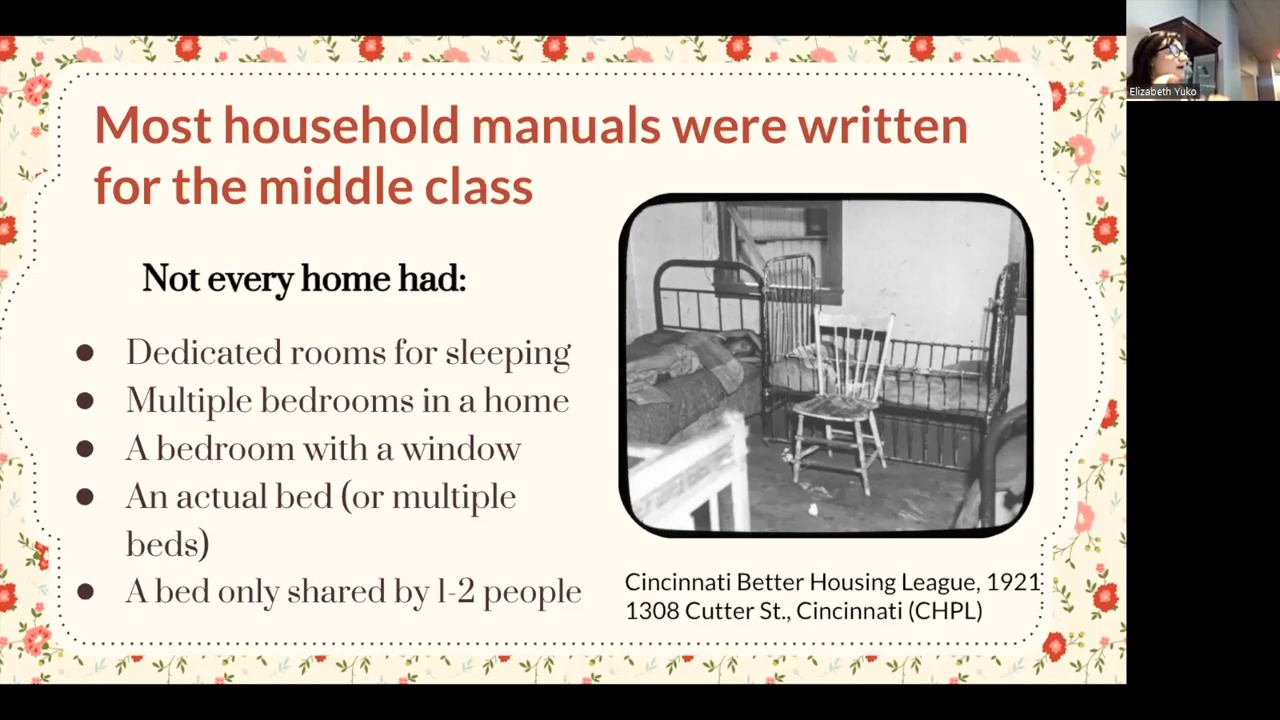 Most household manuals were written
for the middle class
Not every home had:
● Dedicated rooms for sleeping
● Multiple bedrooms in a home
● A bedroom with a window
● An actual bed (or multiple
beds)
● A bed only shared by 1-2 people
Cincinnati Better Housing League, 1921
1308 Cutter St., Cincinnati (CHPL)
Elizabeth Yuko